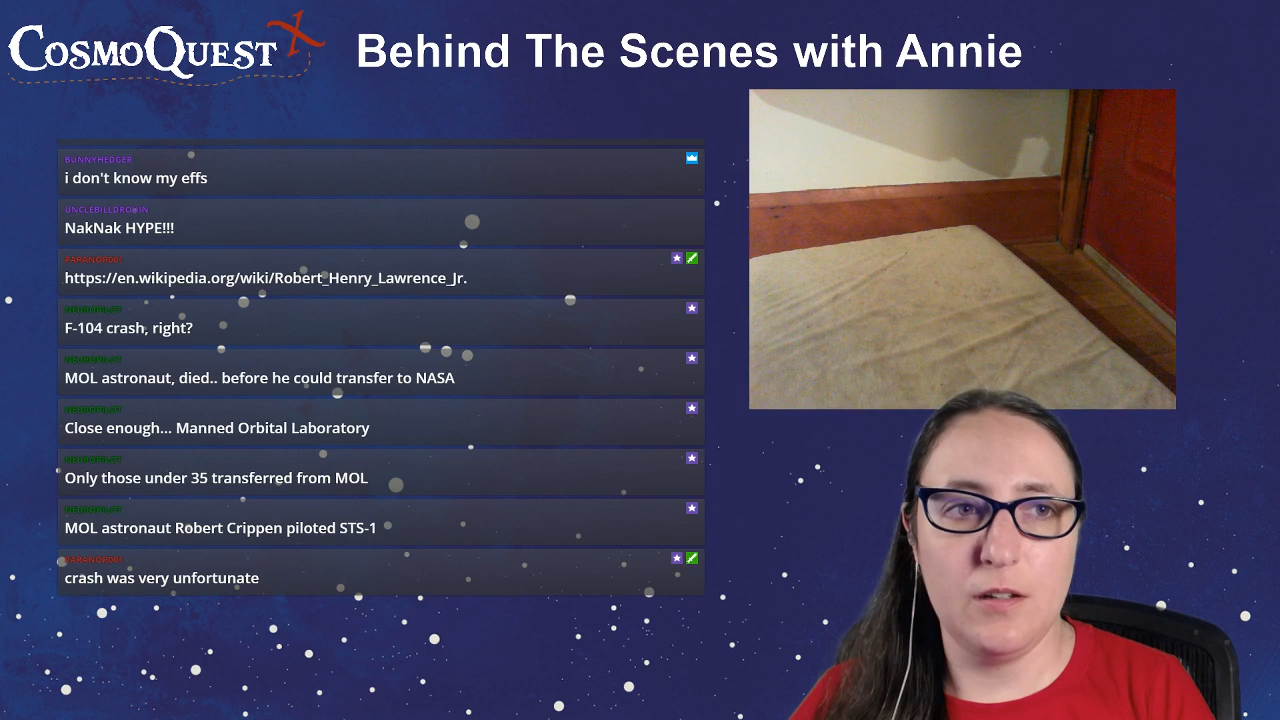 CosmoQuest X
Behind The Scenes with Annie
BUNNYHEDGER
i don't know my effs
UNCLEBILLDROWIN
NakNak HYPE!!!
https://en.wikipedia.org/wiki/Robert_Henry_Lawrence_Jr.
F-104 crash, right?
MOL astronaut, died.. before he could transfer to NASA
Close enough... Manned Orbital Laboratory
Only those under 35 transferred from MOL
MOL astronaut Robert Crippen piloted STS-1
crash was very unfortunate